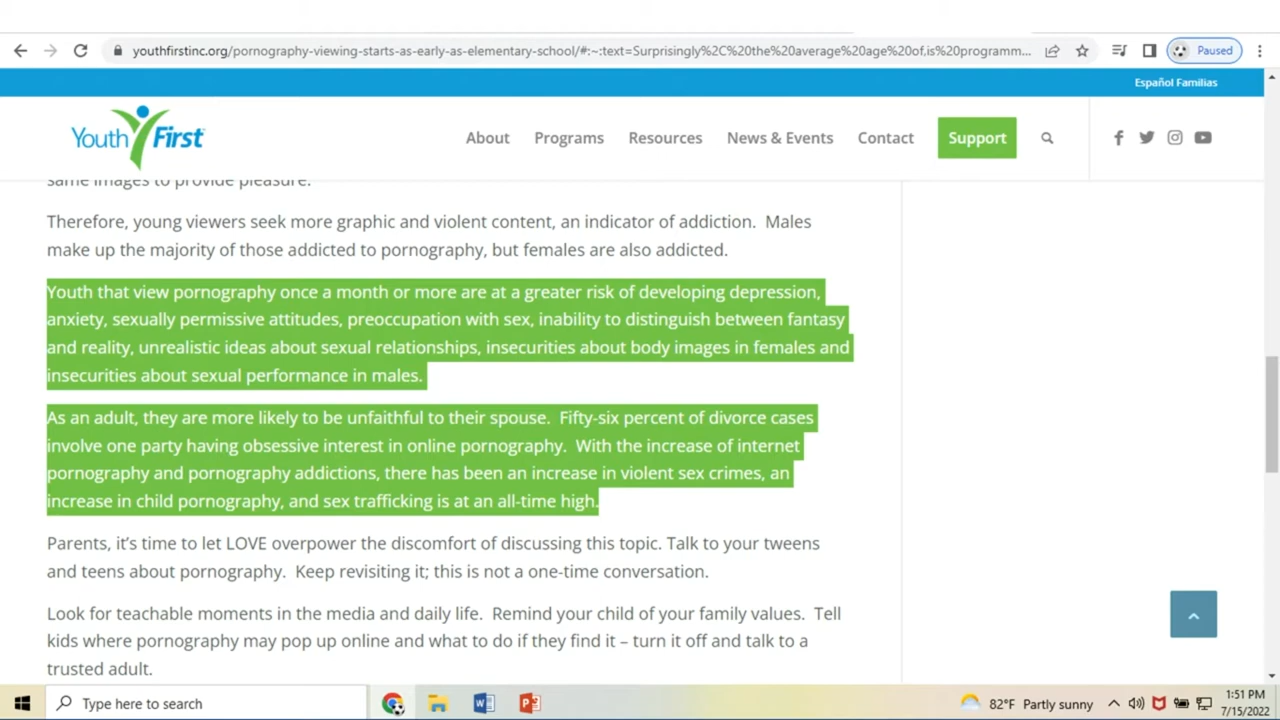 youthfirstinc.org/pornography-viewing-starts-as-early-as-elementary-school/#:~:text=Surprisingly%2C%20the%20average%20age%20of,is%20programm...
Paused
Español Familias
Youth First
About
Programs
Resources
News & Events
Contact
Support
same images to provide pleasure.
Therefore, young viewers seek more graphic and violent content, an indicator of addiction. Males
make up the majority of those addicted to pornography, but females are also addicted.
Youth that view pornography once a month or more are at a greater risk of developing depression,
anxiety, sexually permissive attitudes, preoccupation with sex, inability to distinguish between fantasy
and reality, unrealistic ideas about sexual relationships, insecurities about body images in females and
insecurities about sexual performance in males.
As an adult, they are more likely to be unfaithful to their spouse. Fifty-six percent of divorce cases
involve one party having obsessive interest in online pornography. With the increase of internet
pornography and pornography addictions, there has been an increase in violent sex crimes, an
increase in child pornography, and sex trafficking is at an all-time high.
Parents, it's time to let LOVE overpower the discomfort of discussing this topic. Talk to your tweens
and teens about pornography. Keep revisiting it; this is not a one-time conversation.
Look for teachable moments in the media and daily life. Remind your child of your family values. Tell
kids where pornography may pop up online and what to do if they find it – turn it off and talk to a
trusted adult.
Type here to search
82°F Partly sunny
1:51 PM
7/15/2022